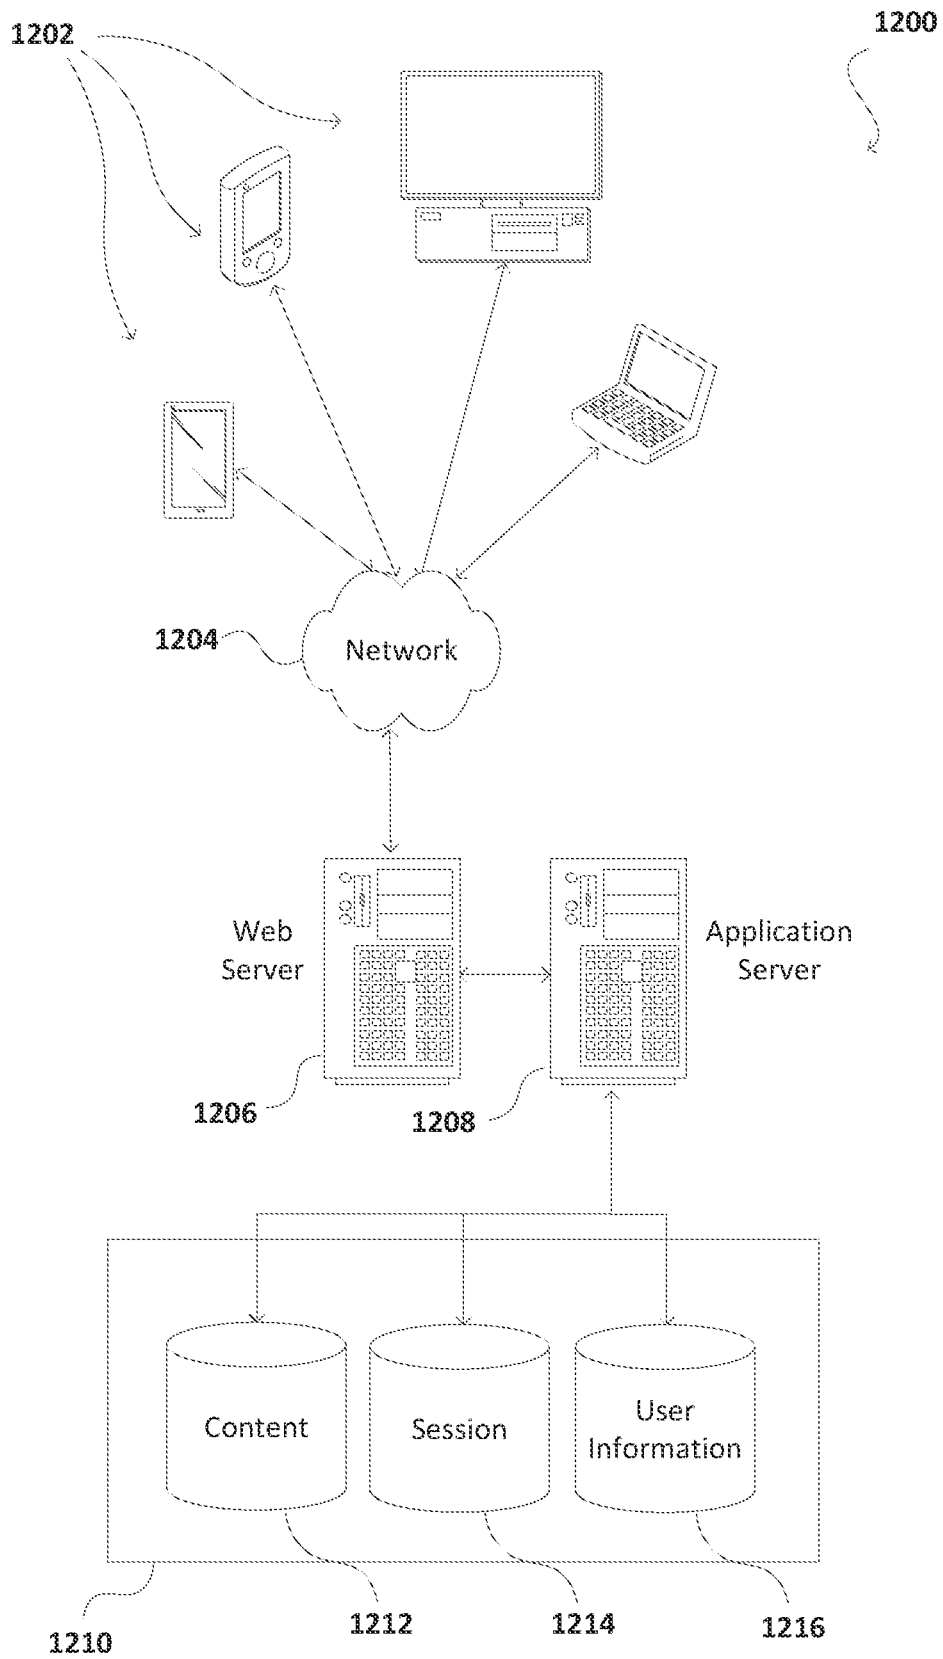 1202
1200
1204
Network
Web
Server
Application
Server
1206
1208
Content
Session
User
Information
1210
1212
1214
1216